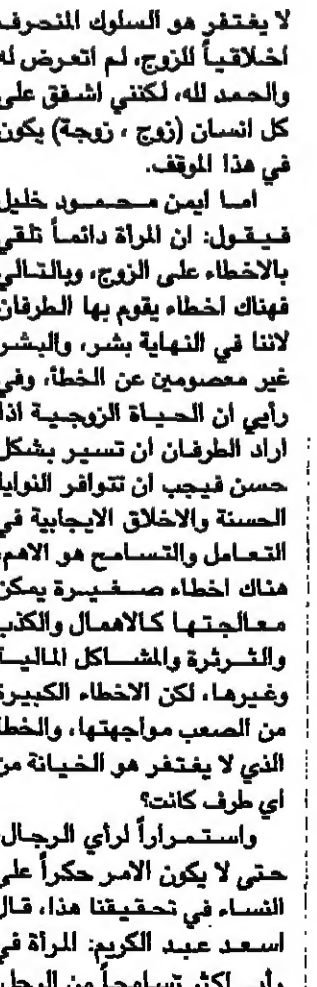 لا يغتفر هو السلوك المنحرف
اخلاقياً للزوج، لم اتعرض له
والحمد لله، لكنني اشفق على
كل انسان (زوج ، زوجة) يكون
في هذا الموقف.
اما ايمن محمود خليل
فيقول: ان المرأة دائماً تلقي
بالاخطاء على الزوج، وبالتالي
فهناك اخطاء يقوم بها الطرفان
لاننا في النهاية بشر، والبشر
غير معصومين عن الخطأ، وفي
رأيي ان الحياة الزوجية اذا
اراد الطرفان ان تسير بشكل
حسن فيجب ان تتوافر النوايا
الحسنة والاخلاق الايجابية في
التعامل والتسامح هو الاهم،
هناك اخطاء صغيرة يمكن
معالجتها كالاهمال والكذب
والثرثرة والمشاكل المالية
وغيرها، لكن الاخطاء الكبيرة
من الصعب مواجهتها، والخطأ
الذي لا يغتفر هو الخيانة من
اي طرف كانت؟
واستمراراً لرأي الرجال،
حتى لا يكون الامر حكراً على
النساء في تحقيقنا هذا، قال
اسعد عبد الكريم: المرأة في
اكثر تسامحاً من الرجل